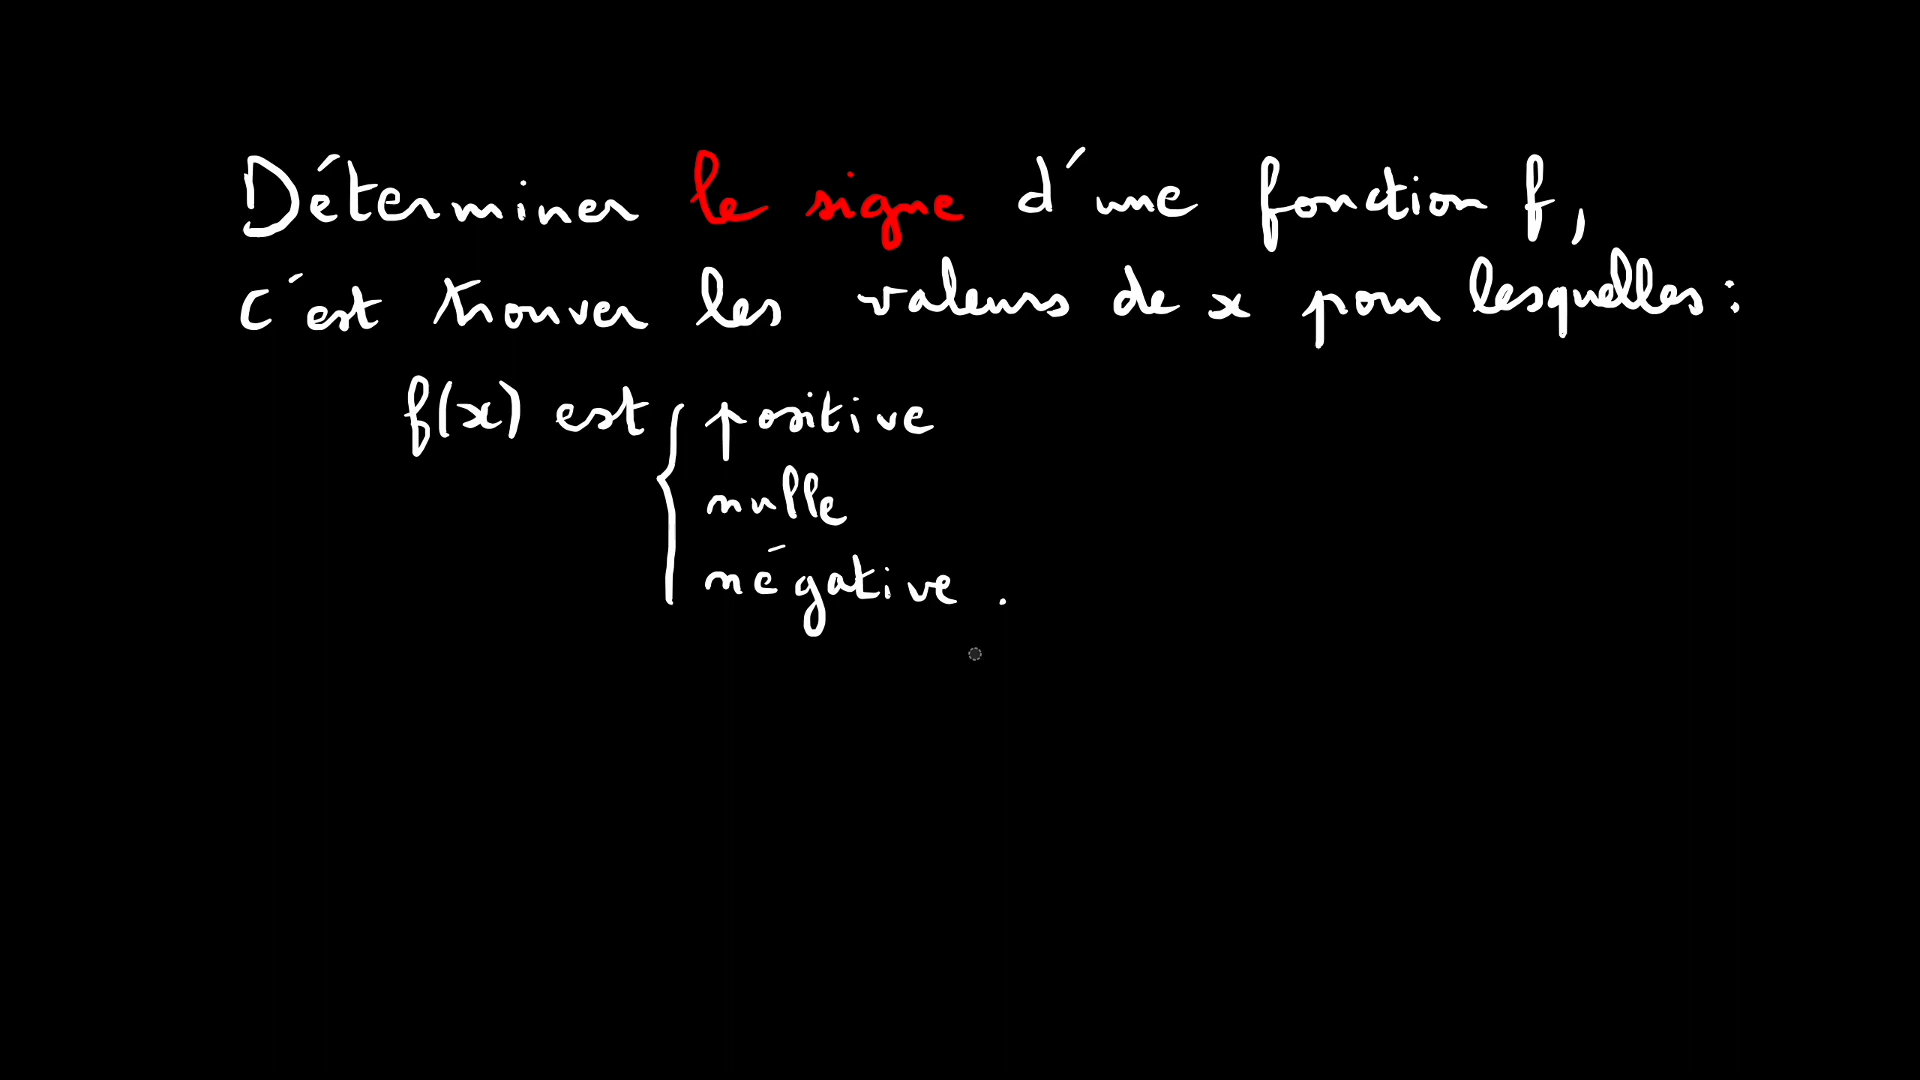 Déterminer le signe d'une fonction f,
c'est trouver les valeurs de x pour lesquelles :
f(x) est { positive
nulle
négative .